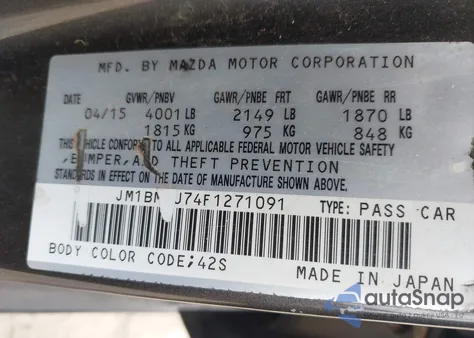 MFD. BY MAZDA MOTOR CORPORATION
DATE GVWR/PNBV GAWR/PNBE FRT GAWR/PNBE RR
04/15 4001 LB 2149 LB 1870 LB
1815 KG 975 KG 848 KG
THIS VEHICLE CONFORMS TO ALL APPLICABLE FEDERAL MOTOR VEHICLE SAFETY
,BUMPER,AND THEFT PREVENTION
STANDARDS IN EFFECT ON THE DATE OF MANUFACTURE SHOWN ABOVE.
JM1BM J74F1271091 TYPE: PASS CAR
BODY COLOR CODE;42S
MADE IN JAPAN
autoSnap